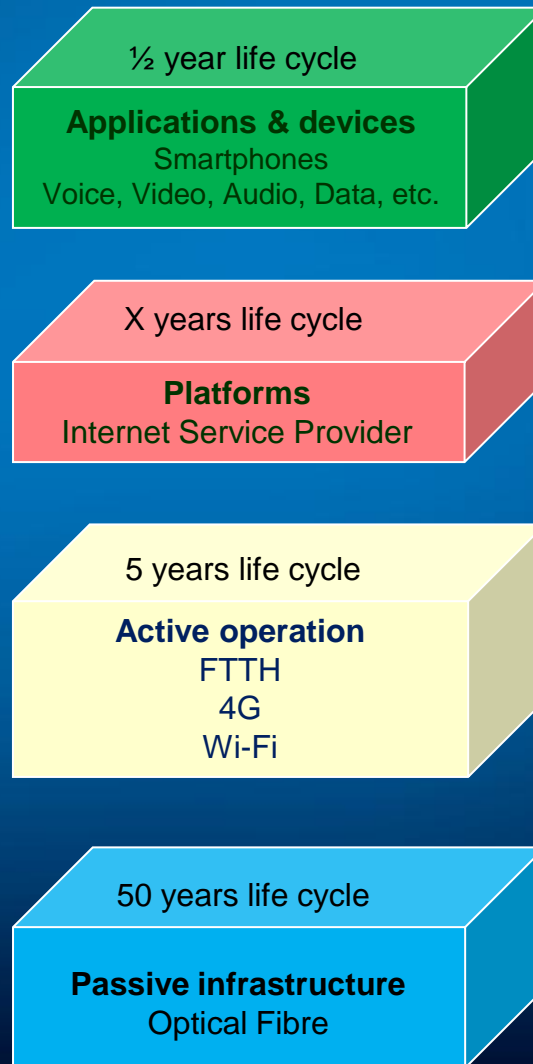 ½ year life cycle
Applications & devices
Smartphones
Voice, Video, Audio, Data, etc.
X years life cycle
Platforms
Internet Service Provider
5 years life cycle
Active operation
FTTH
4G
Wi-Fi
50 years life cycle
Passive infrastructure
Optical Fibre